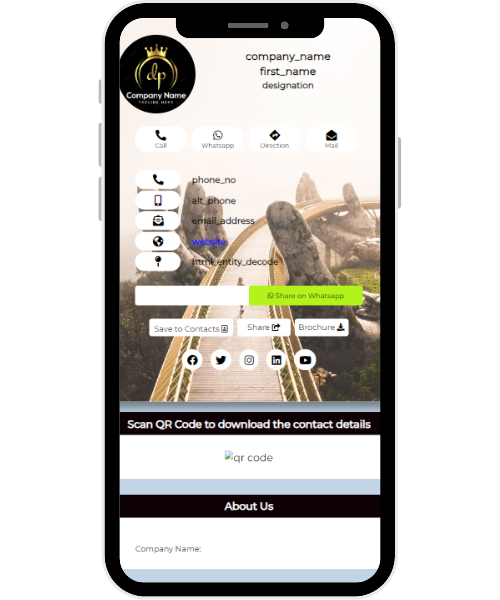 dp
Company Name
TAGLINE HERE
company_name
first_name
designation
Call
Whatsapp
Direction
Mail
phone_no
alt_phone
email_address
website
html_entity_decode
Share on Whatsapp
Save to Contacts
Share
Brochure
Scan QR Code to download the contact details
qr code
About Us
Company Name: